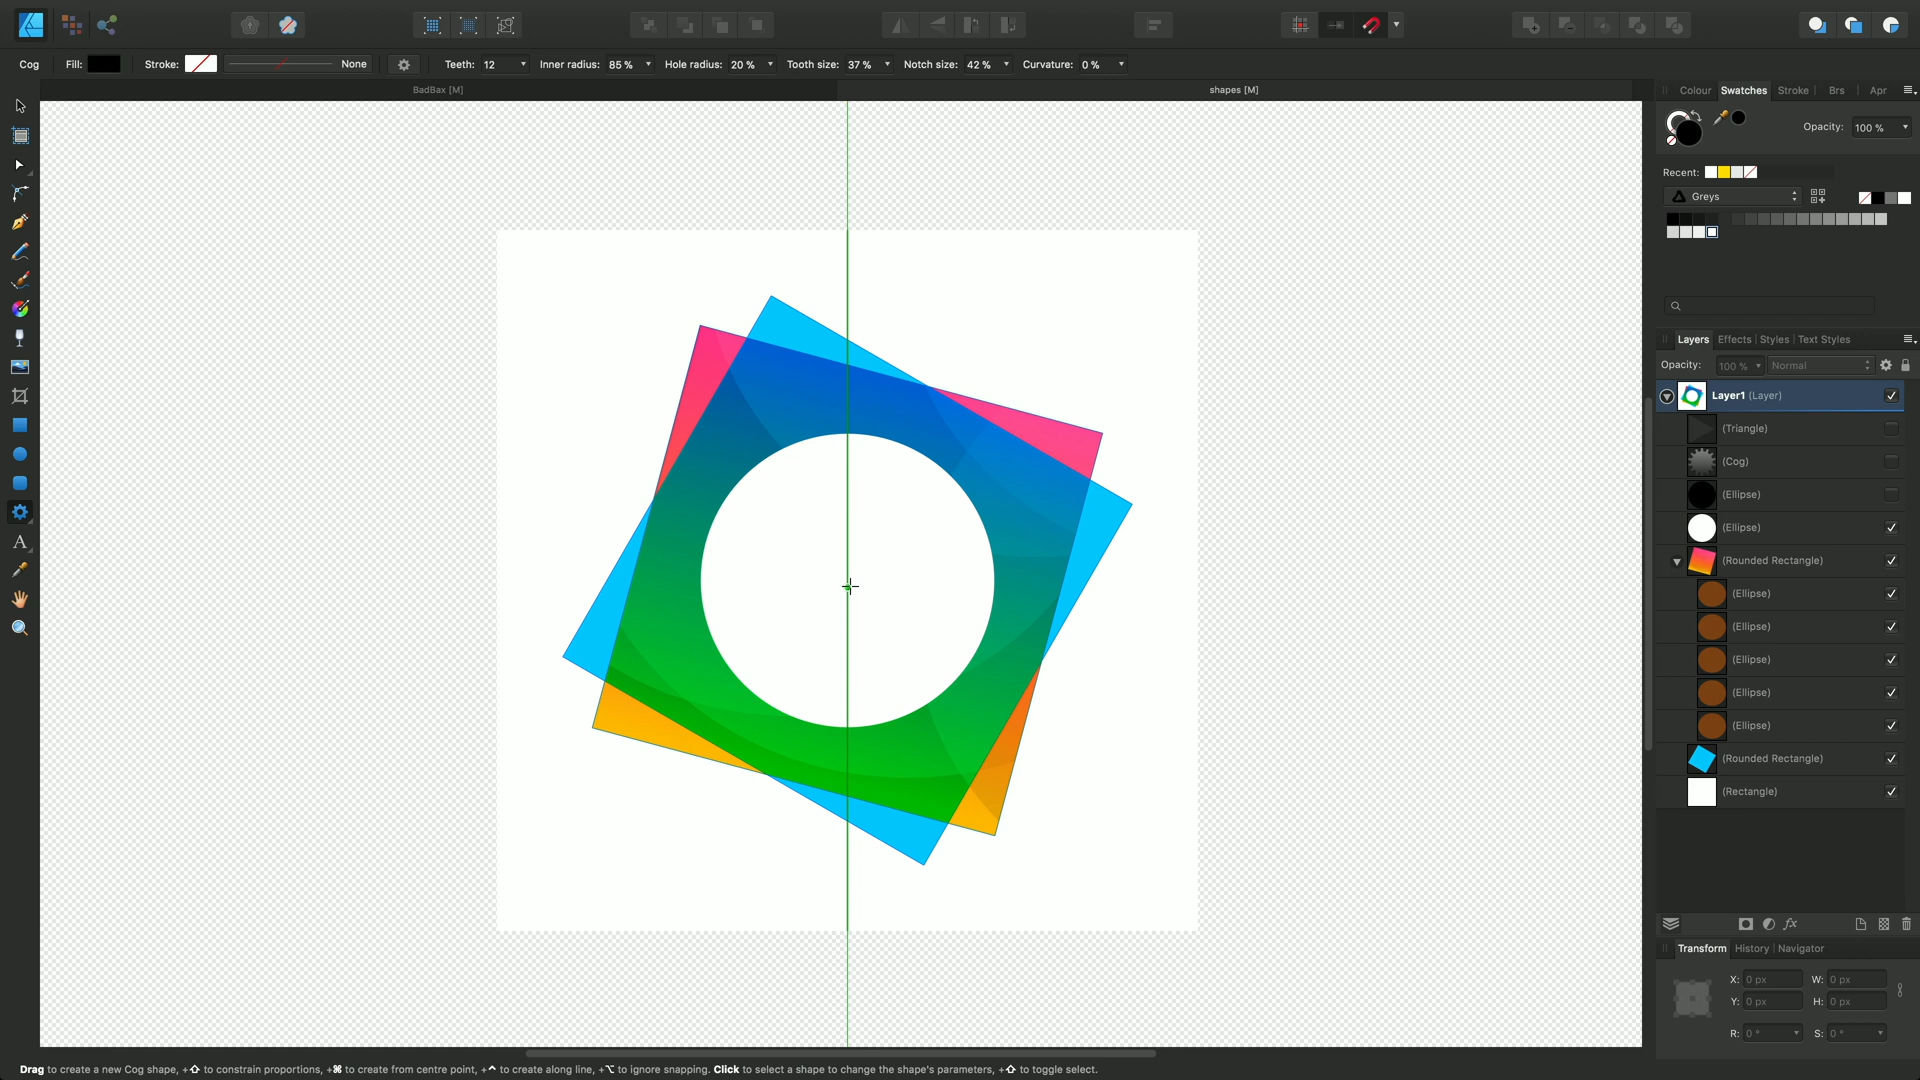 Cog Fill: Stroke: None Teeth: 12 Inner radius: 85 % Hole radius: 20 % Tooth size: 37 % Notch size: 42 % Curvature: 0 %
BadBax [M] shapes [M]
Colour Swatches Stroke Brs Apr
Opacity: 100 %
Recent:
Greys
Layers Effects Styles Text Styles
Opacity: 100 % Normal
Layer1 (Layer)
(Triangle)
(Cog)
(Ellipse)
(Ellipse)
(Rounded Rectangle)
(Ellipse)
(Ellipse)
(Ellipse)
(Ellipse)
(Ellipse)
(Rounded Rectangle)
(Rectangle)
fx
Transform History Navigator
X: 0 px W: 0 px
Y: 0 px H: 0 px
R: 0 ° S: 0 °
Drag to create a new Cog shape, +⇧ to constrain proportions, +⌘ to create from centre point, +⌃ to create along line, +⌥ to ignore snapping. Click to select a shape to change the shape's parameters, +⇧ to toggle select.